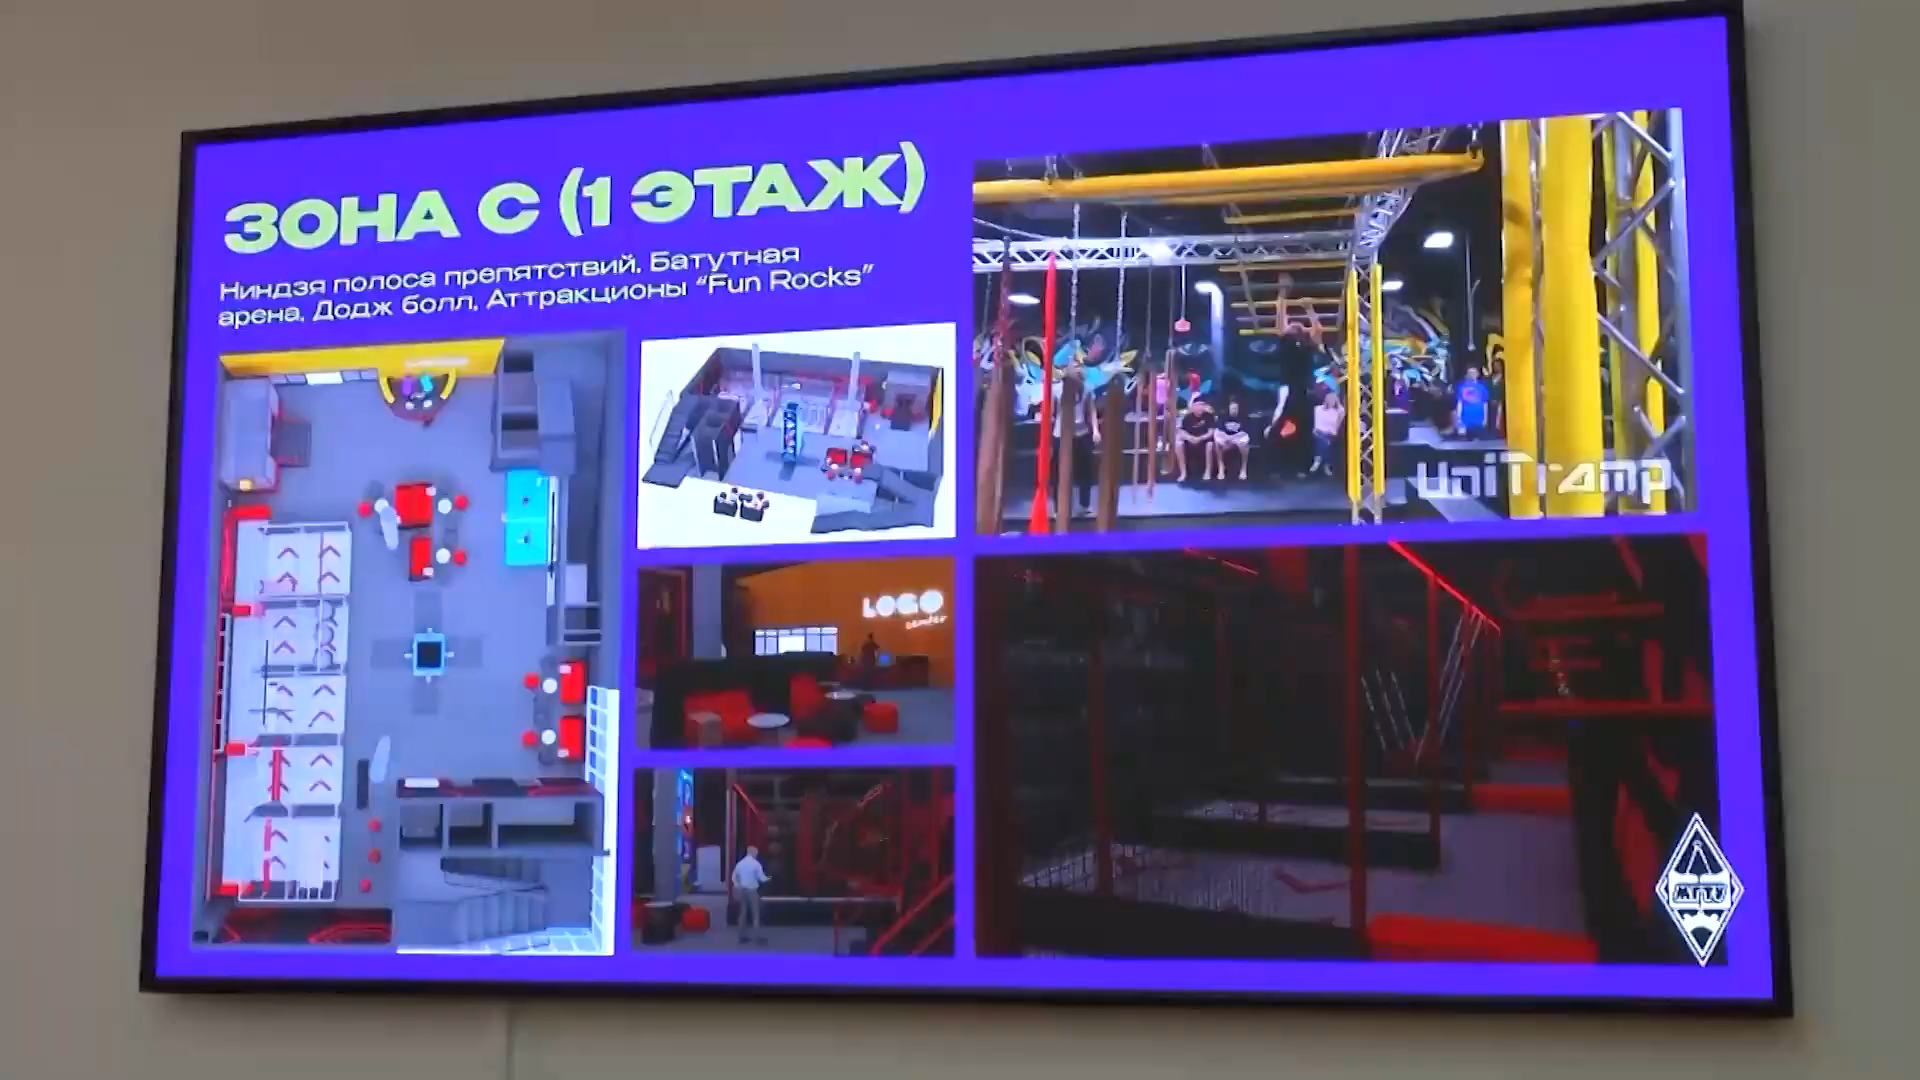 ЗОНА С (1 ЭТАЖ)
Ниндзя полоса препятствий. Батутная
арена. Додж болл. Аттракционы “Fun Rocks”
uniTramp
LOGO
center
МГТУ